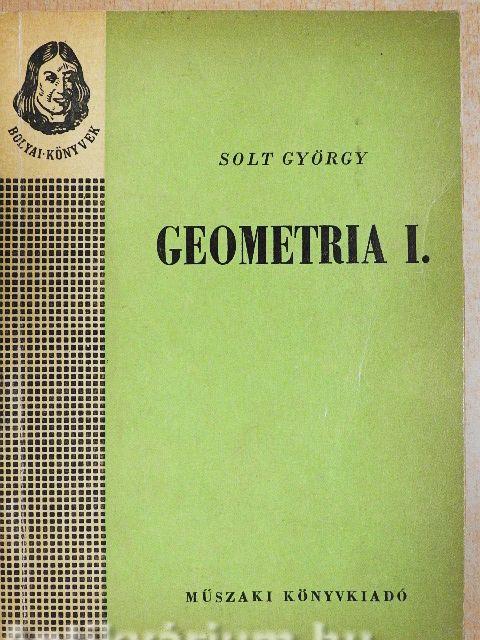 BOLYAI-KÖNYVEK
SOLT GYÖRGY
GEOMETRIA I.
MŰSZAKI KÖNYVKIADÓ